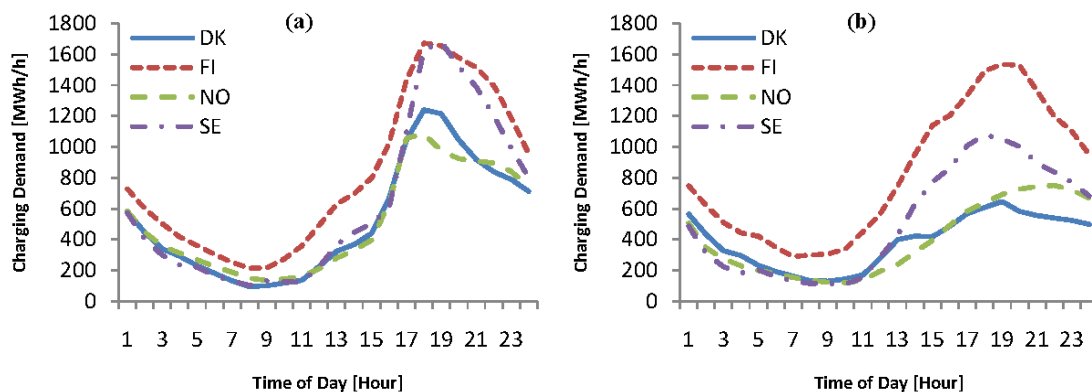 (a)
Charging Demand [MWh/h]
1800
1600
1400
1200
1000
800
600
400
200
0
DK
FI
NO
SE
1 3 5 7 9 11 13 15 17 19 21 23
Time of Day [Hour]
(b)
Charging Demand [MWh/h]
1800
1600
1400
1200
1000
800
600
400
200
0
DK
FI
NO
SE
1 3 5 7 9 11 13 15 17 19 21 23
Time of Day [Hour]